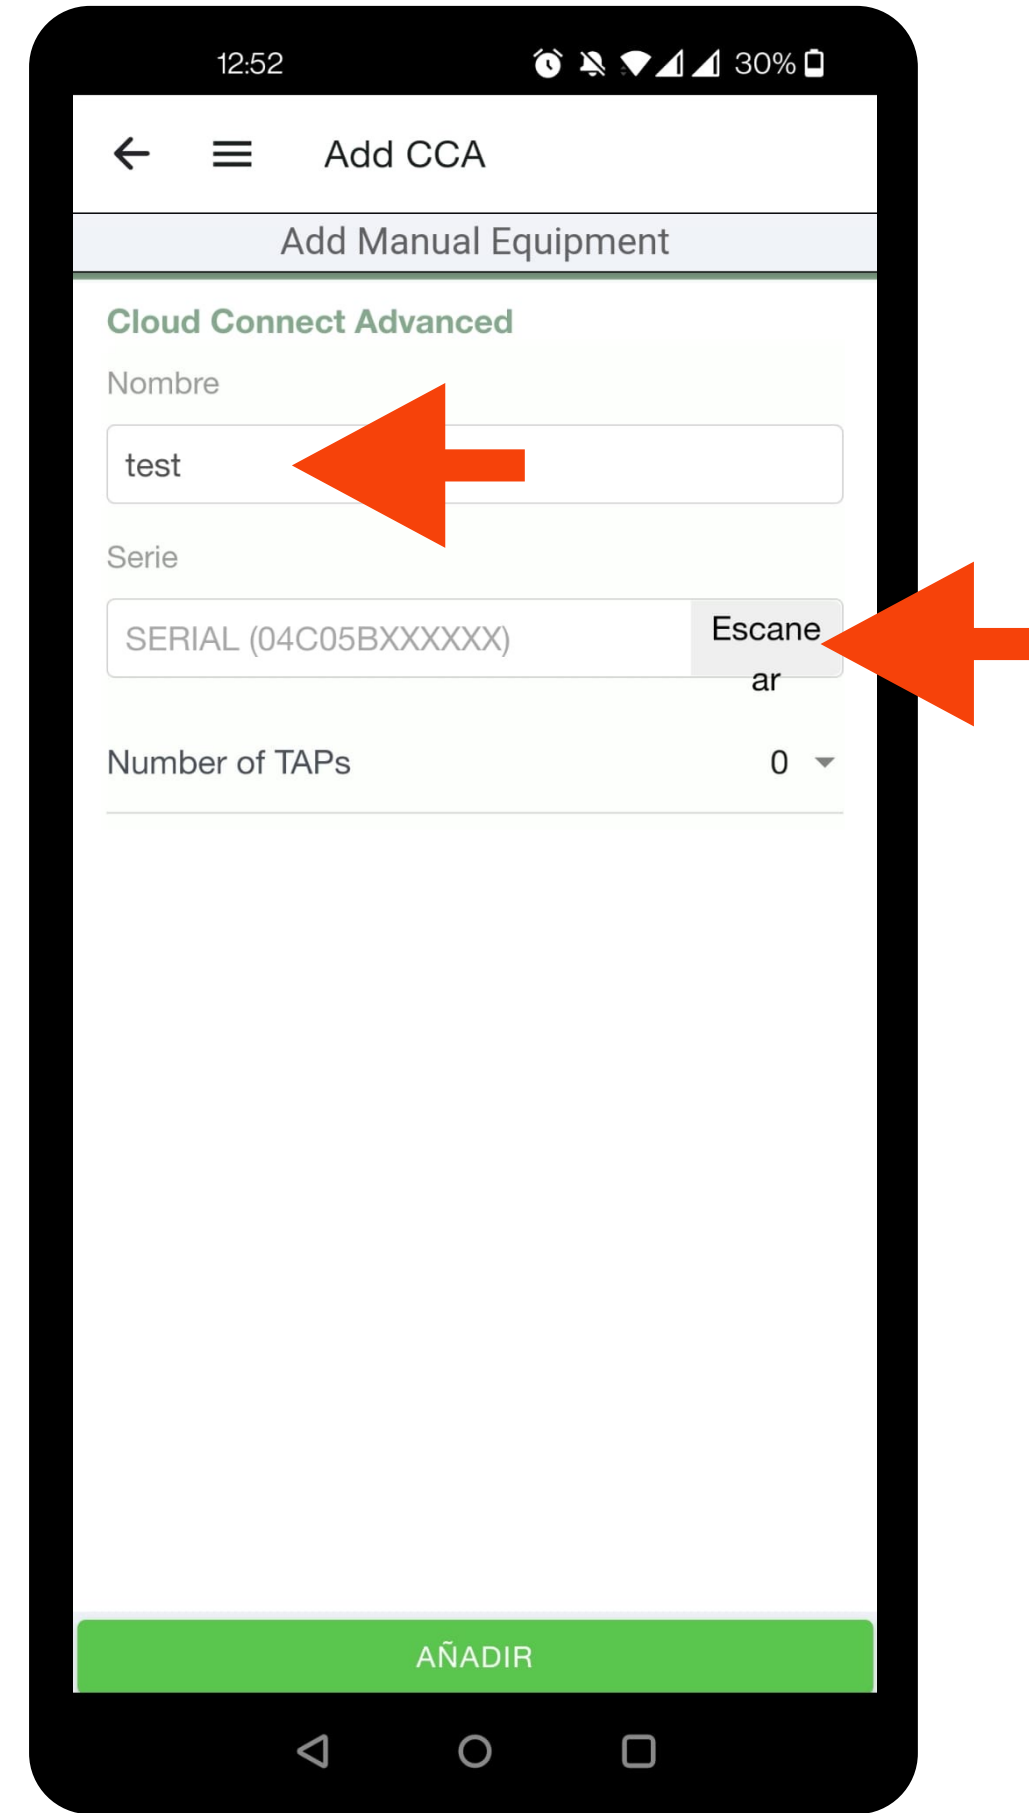 12:52
30%
Add CCA
Add Manual Equipment
Cloud Connect Advanced
Nombre
test
Serie
SERIAL (04C05BXXXXXX)
Escane
ar
Number of TAPs
0
AÑADIR